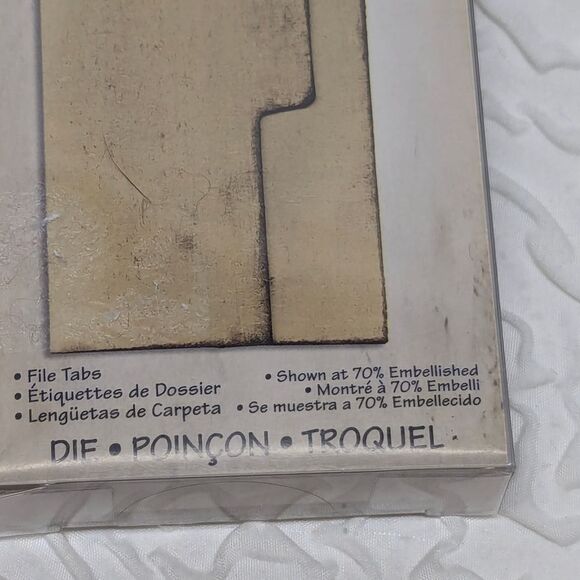 • File Tabs
• Étiquettes de Dossier
• Lengüetas de Carpeta
• Shown at 70% Embellished
• Montré à 70% Embelli
• Se muestra a 70% Embellecido
DIE • POINÇON • TROQUEL